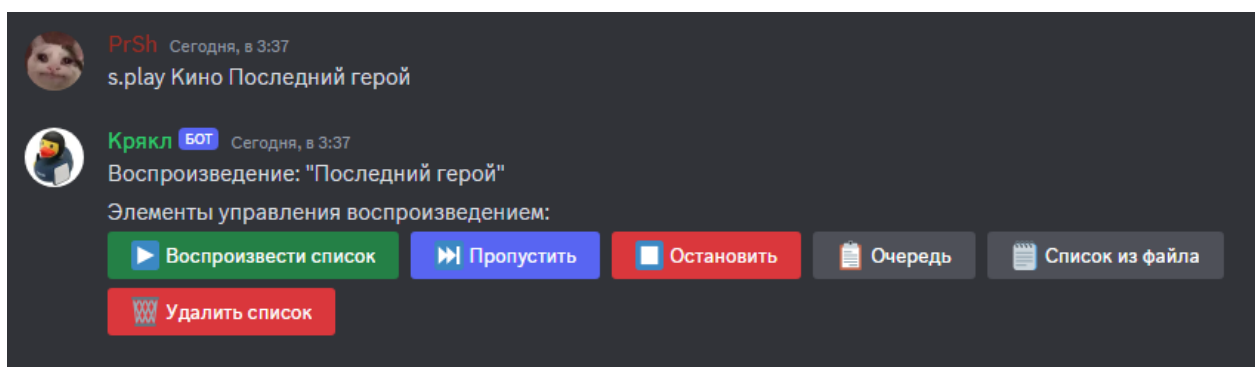 PrSh Сегодня, в 3:37
s.play Кино Последний герой
Крякл БОТ Сегодня, в 3:37
Воспроизведение: "Последний герой"
Элементы управления воспроизведением:
Воспроизвести список Пропустить Остановить Очередь Список из файла
Удалить список